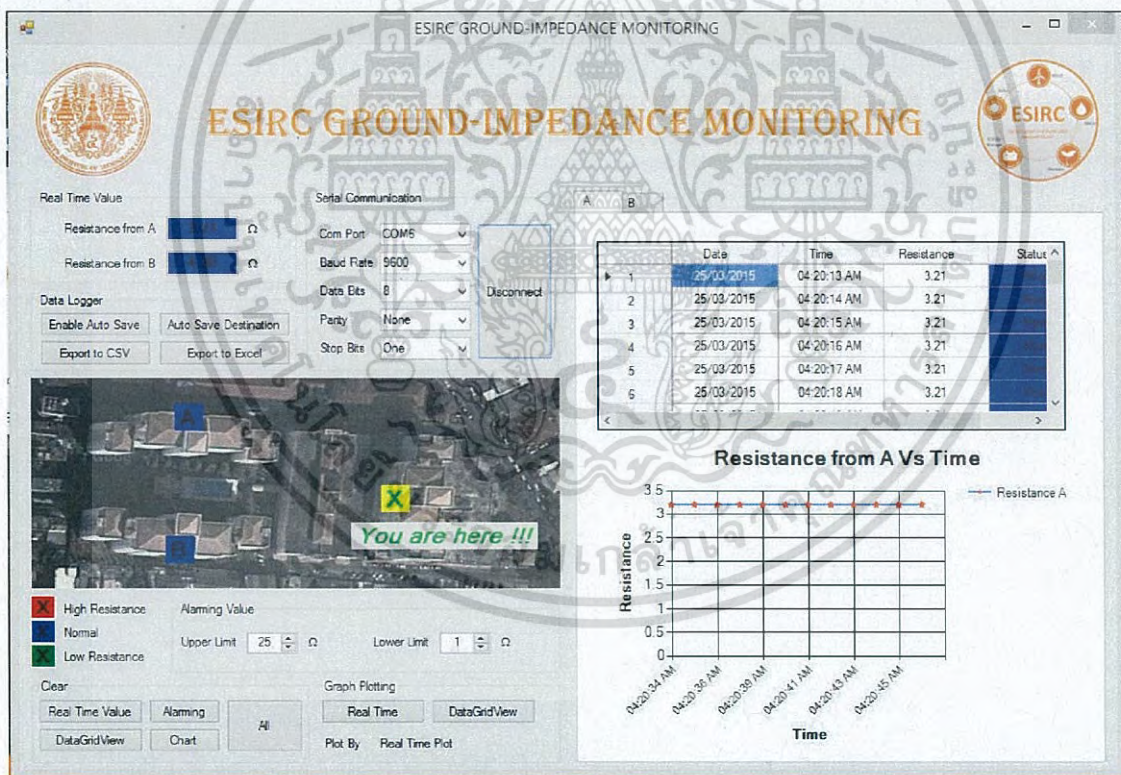 ESIRC GROUND-IMPEDANCE MONITORING
ESIRC GROUND-IMPEDANCE MONITORING
ESIRC
Real Time Value
Resistance from A Ω
Resistance from B Ω
Data Logger
Enable Auto Save Auto Save Destination
Export to CSV Export to Excel
Serial Communication
Com Port COM6
Baud Rate 9600
Data Bits 8
Parity None
Stop Bits One
Disconnect
A B
Date Time Resistance Status
1 25/03/2015 04:20:13 AM 3.21
2 25/03/2015 04:20:14 AM 3.21
3 25/03/2015 04:20:15 AM 3.21
4 25/03/2015 04:20:16 AM 3.21
5 25/03/2015 04:20:17 AM 3.21
6 25/03/2015 04:20:18 AM 3.21
A
X
You are here !!!
B
X High Resistance
X Normal
X Low Resistance
Alarming Value
Upper Limit 25 Ω Lower Limit 1 Ω
Clear
Real Time Value Alarming
DataGridView Chart
All
Graph Plotting
Real Time DataGridView
Plot By Real Time Plot
Resistance from A Vs Time
Resistance A
Resistance
3.5
3
2.5
2
1.5
1
0.5
0
04:20:34 AM
04:20:36 AM
04:20:39 AM
04:20:41 AM
04:20:43 AM
04:20:45 AM
Time